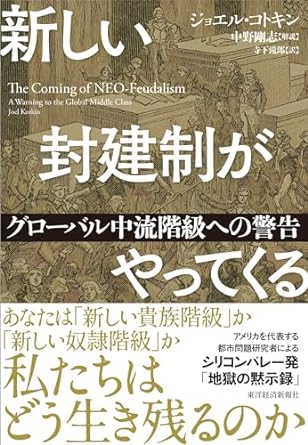 新しい
ジョエル・コトキン
中野剛志【解説】
寺下滝郎【訳】
The Coming of NEO-Feudalism
A Warning to the Global Middle Class
Joel Kotkin
封建制が
グローバル中流階級への警告
やってくる
あなたは「新しい貴族階級」か
「新しい奴隷階級」か
私たちは
どう生き残るのか
アメリカを代表する
都市問題研究者による
シリコンバレー発
「地獄の黙示録」
東洋経済新報社